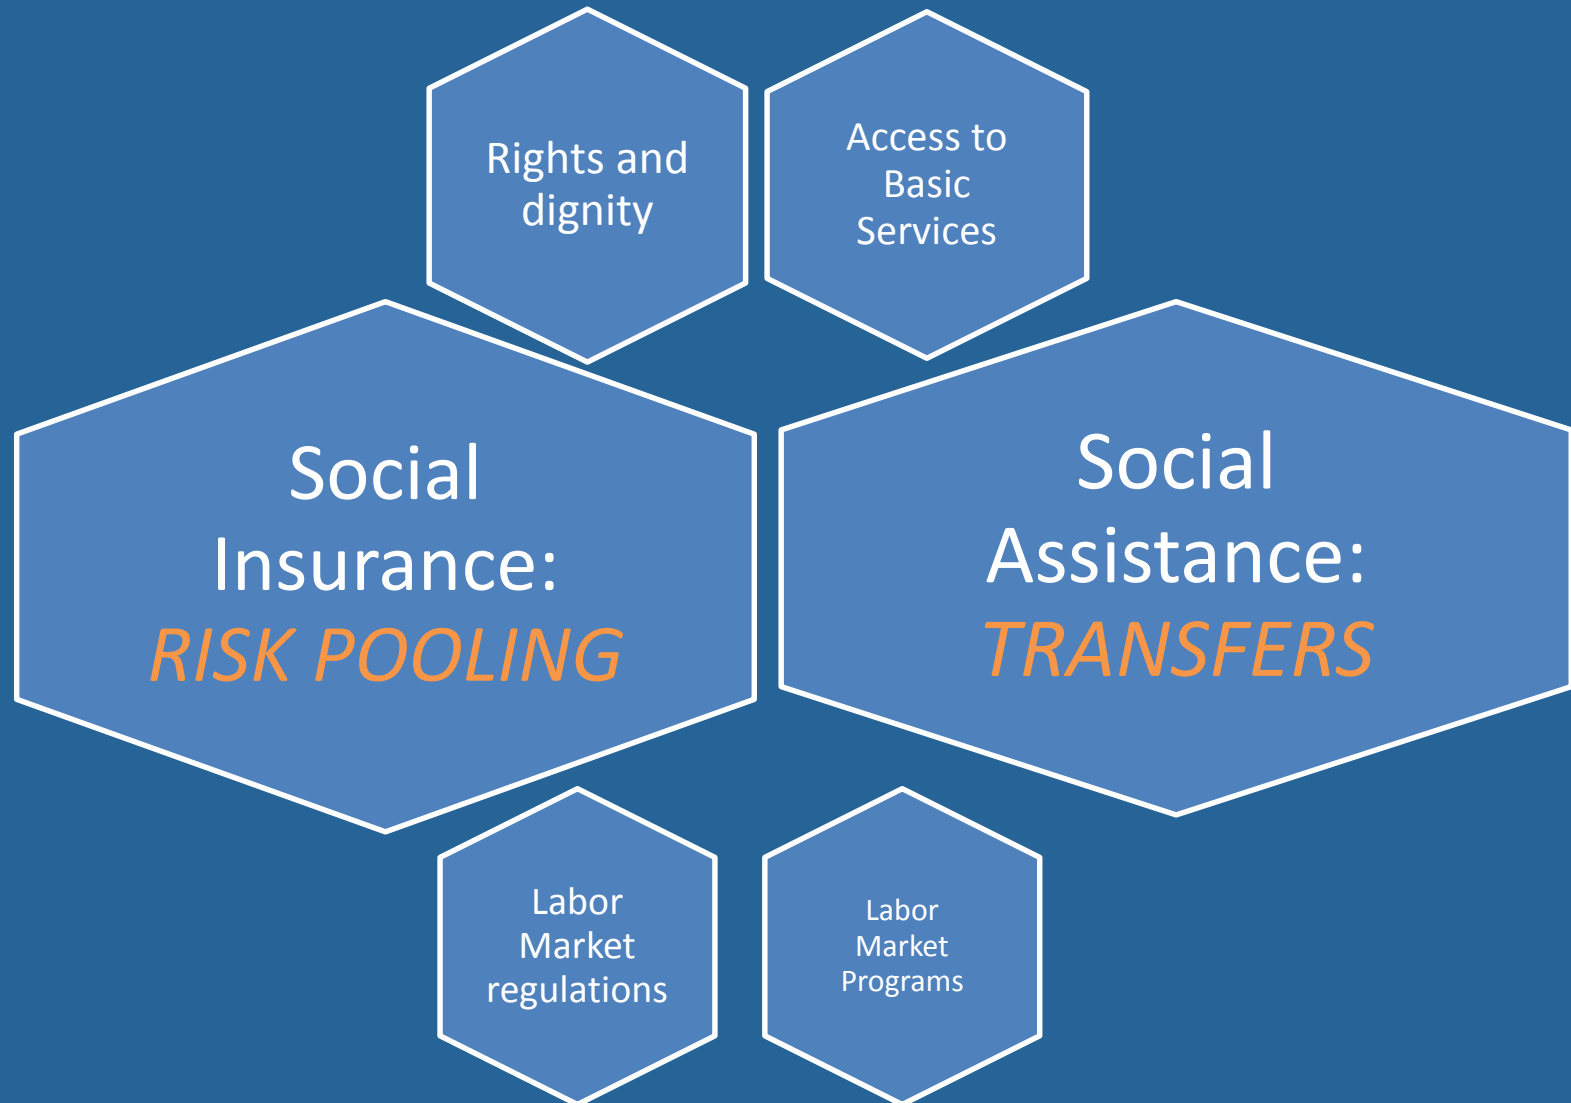 Rights and
dignity
Access to
Basic
Services
Social
Insurance:
RISK POOLING
Social
Assistance:
TRANSFERS
Labor
Market
regulations
Labor
Market
Programs